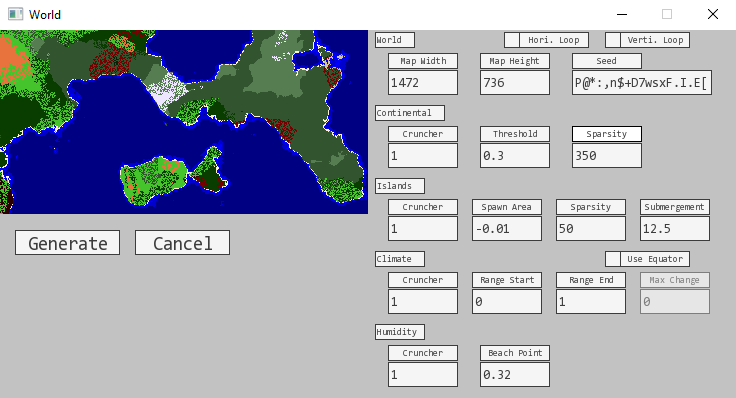 World
World
Hori. Loop
Verti. Loop
Map Width
Map Height
Seed
1472
736
P@*:,n$+D7wsxF.I.E[
Continental
Cruncher
Threshold
Sparsity
1
0.3
350
Islands
Cruncher
Spawn Area
Sparsity
Submergement
1
-0.01
50
12.5
Generate
Cancel
Climate
Use Equator
Cruncher
Range Start
Range End
Max Change
1
0
1
0
Humidity
Cruncher
Beach Point
1
0.32